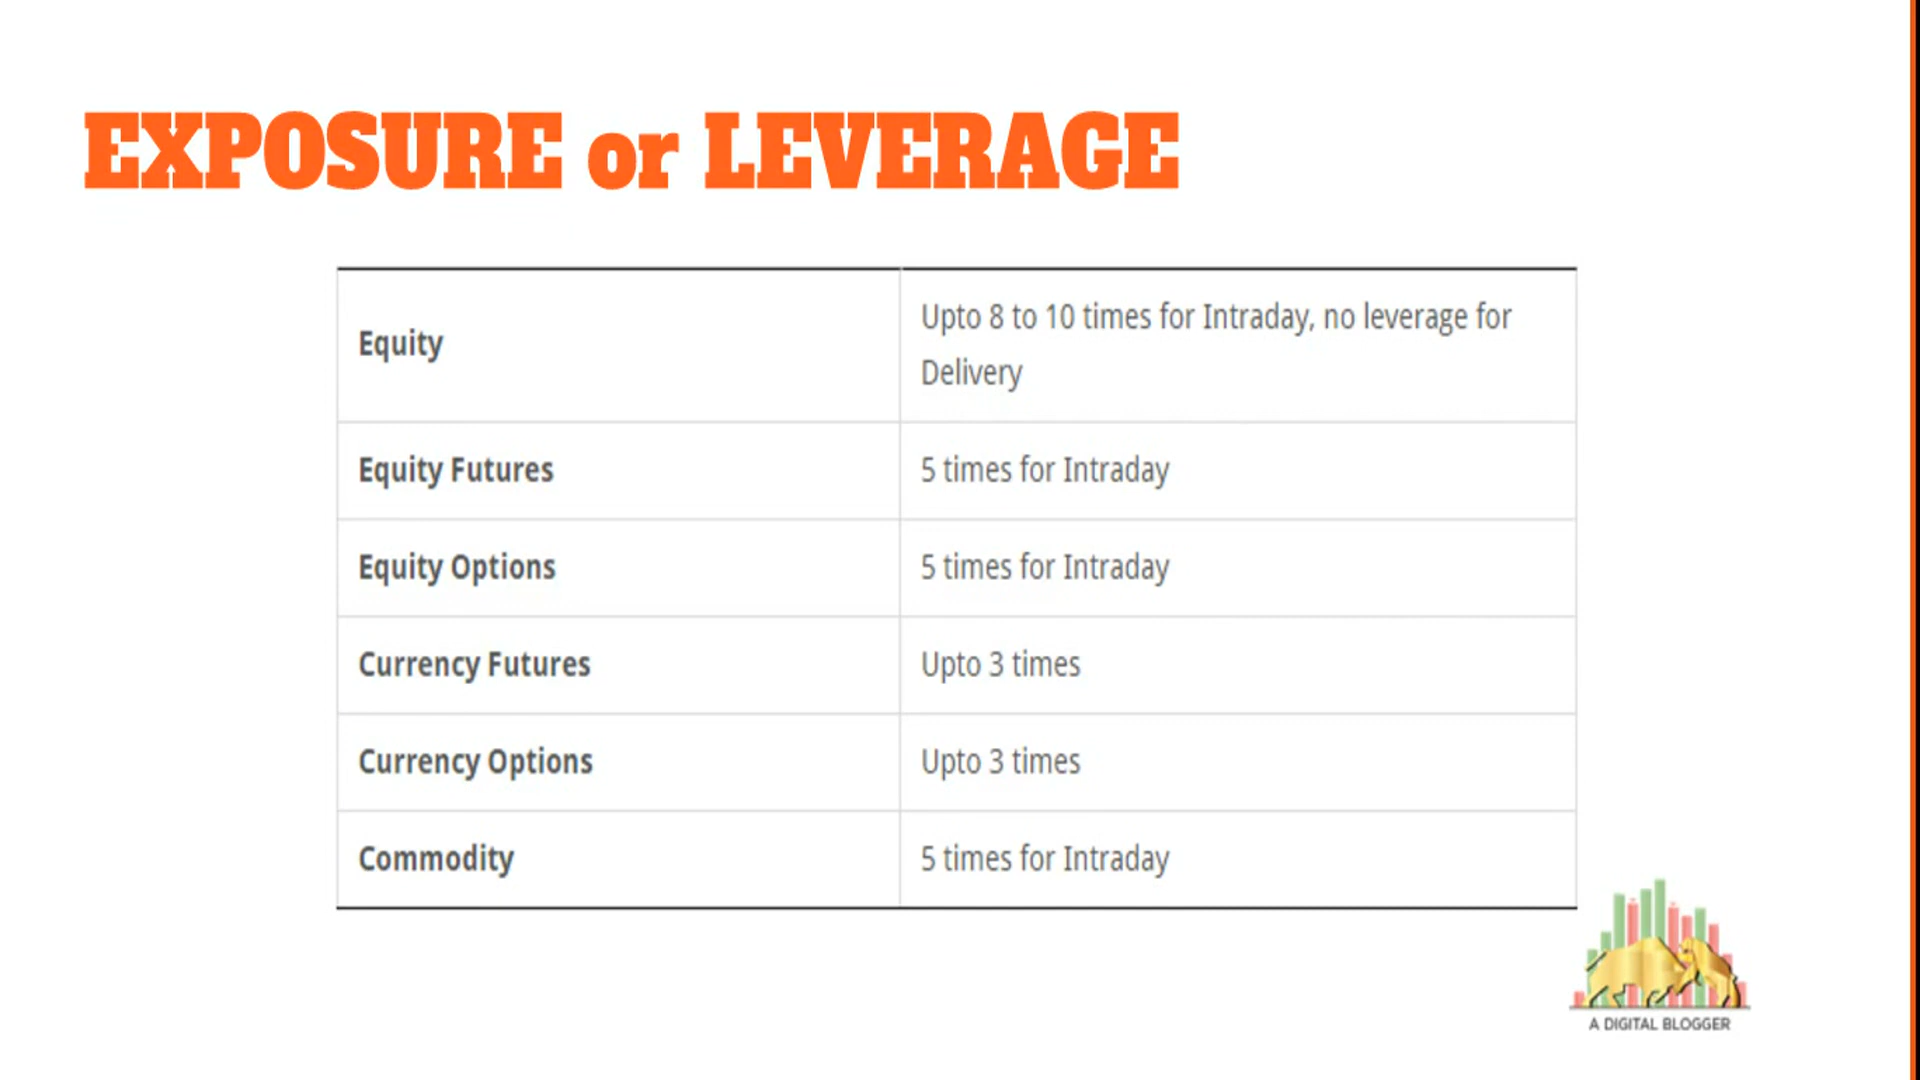 EXPOSURE or LEVERAGE
Equity
Upto 8 to 10 times for Intraday, no leverage for
Delivery
Equity Futures
5 times for Intraday
Equity Options
5 times for Intraday
Currency Futures
Upto 3 times
Currency Options
Upto 3 times
Commodity
5 times for Intraday
A DIGITAL BLOGGER